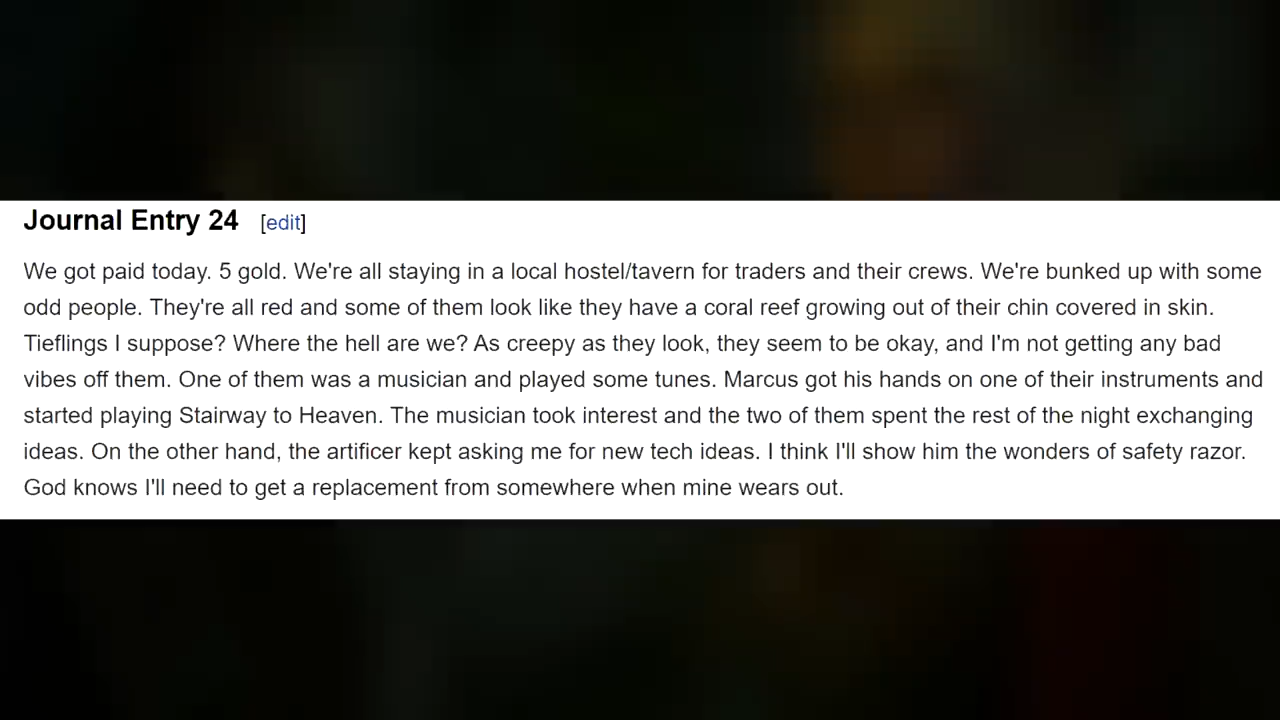 Journal Entry 24 [edit]
We got paid today. 5 gold. We're all staying in a local hostel/tavern for traders and their crews. We're bunked up with some
odd people. They're all red and some of them look like they have a coral reef growing out of their chin covered in skin.
Tieflings I suppose? Where the hell are we? As creepy as they look, they seem to be okay, and I'm not getting any bad
vibes off them. One of them was a musician and played some tunes. Marcus got his hands on one of their instruments and
started playing Stairway to Heaven. The musician took interest and the two of them spent the rest of the night exchanging
ideas. On the other hand, the artificer kept asking me for new tech ideas. I think I'll show him the wonders of safety razor.
God knows I'll need to get a replacement from somewhere when mine wears out.